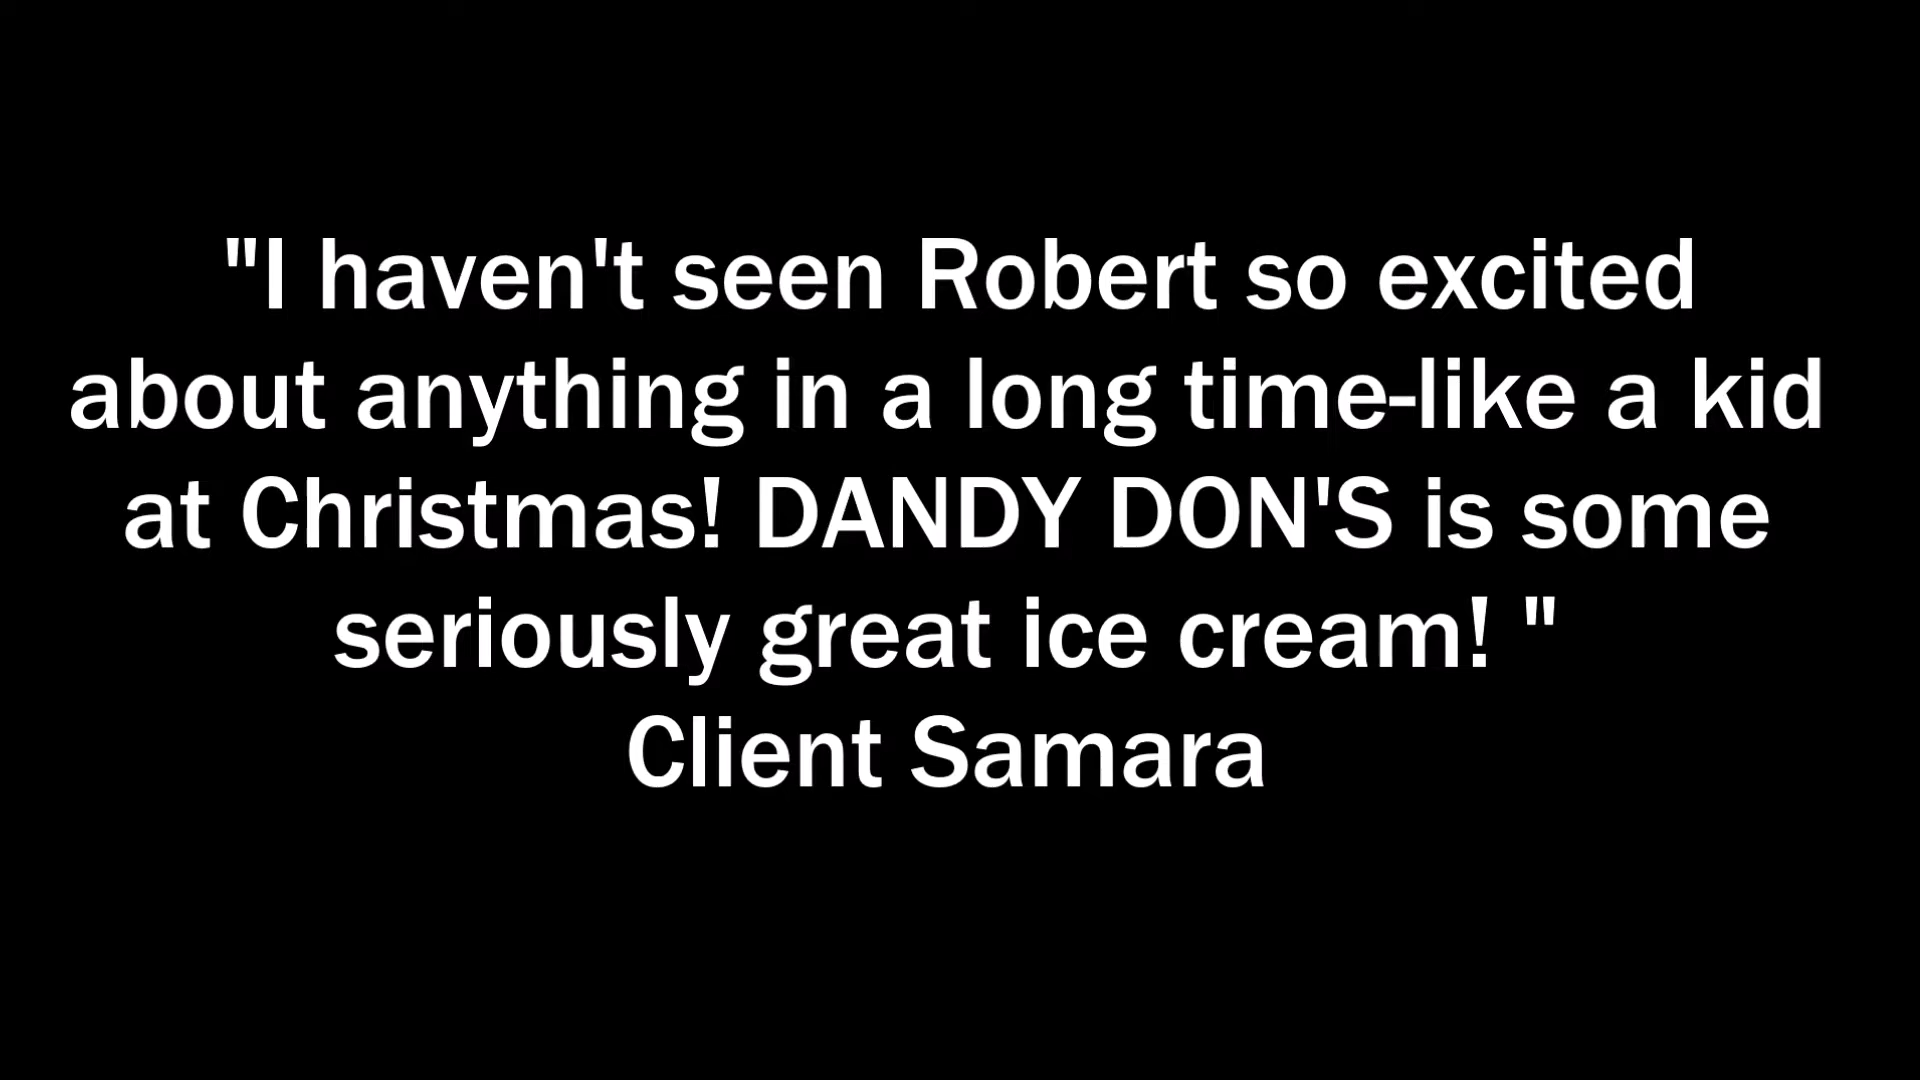 "I haven't seen Robert so excited
about anything in a long time-like a kid
at Christmas! DANDY DON'S is some
seriously great ice cream! "
Client Samara